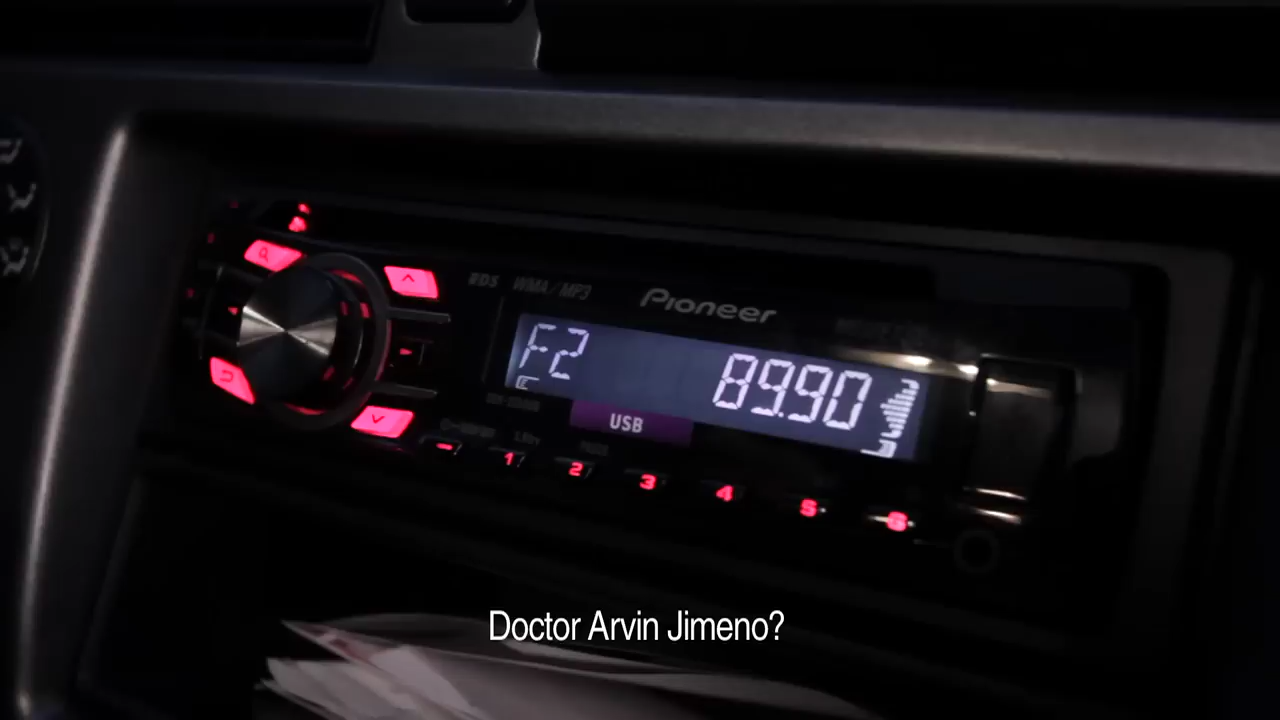 RDS WMA/MP3 Pioneer
F2 89.90
USB
1 2 3 4 5 6
Doctor Arvin Jimeno?